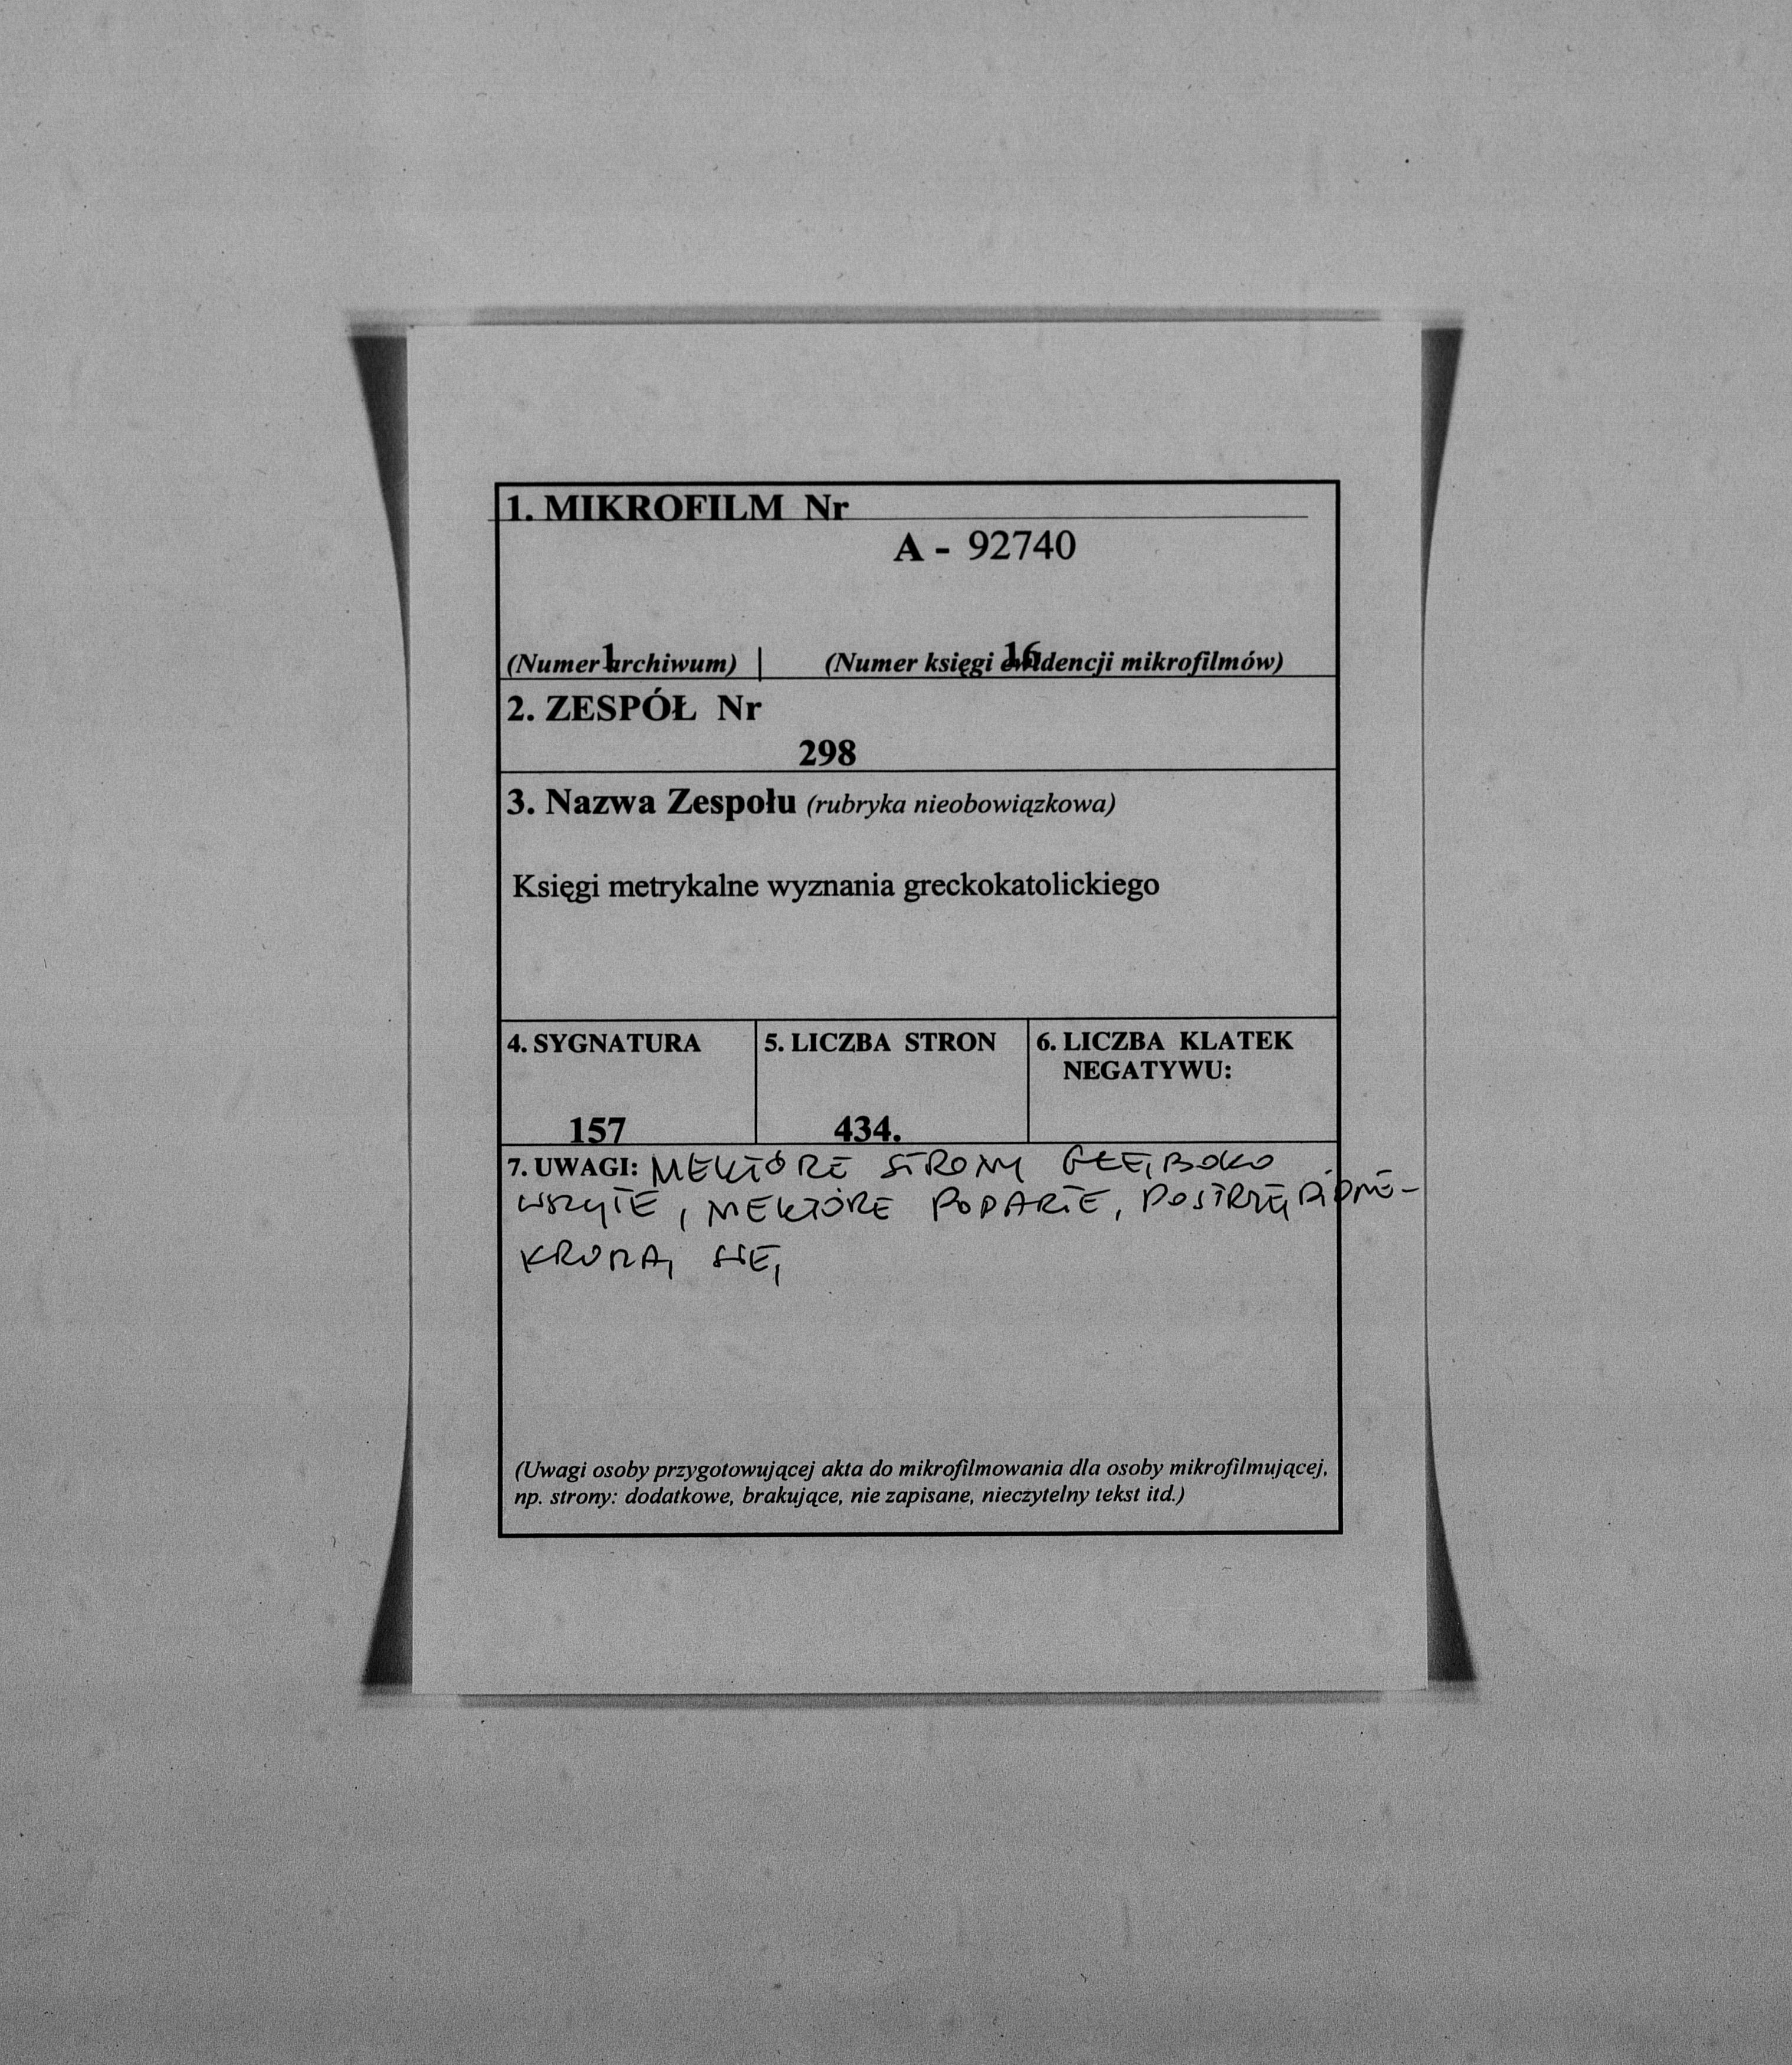 1. MIKROFILM Nr
A - 92740
1 16
(Numer archiwum) | (Numer księgi ewidencji mikrofilmów)
2. ZESPÓŁ Nr
298
3. Nazwa Zespołu (rubryka nieobowiązkowa)
Księgi metrykalne wyznania greckokatolickiego
4. SYGNATURA
157
5. LICZBA STRON
434.
6. LICZBA KLATEK
NEGATYWU:
7. UWAGI: NIEKTÓRE STRONY GŁĘBOKO
WSZYTE, NIEKTÓRE PODARTE, POSTRZĘPIONE-
KRUSZĄ SIĘ
(Uwagi osoby przygotowującej akta do mikrofilmowania dla osoby mikrofilmującej,
np. strony: dodatkowe, brakujące, nie zapisane, nieczytelny tekst itd.)